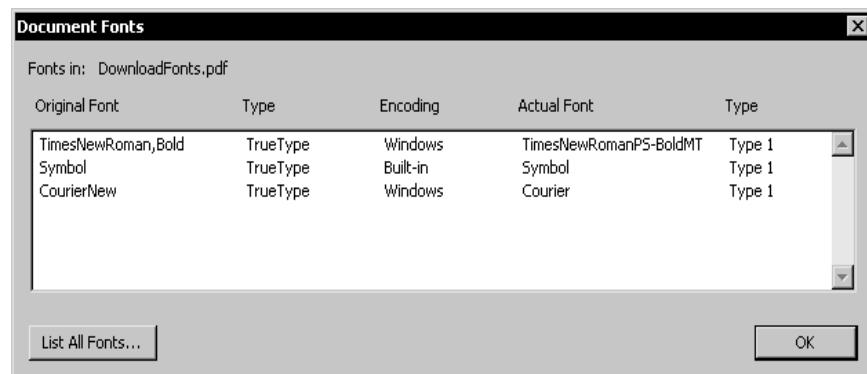 Document Fonts
Fonts in: DownloadFonts.pdf
Original Font Type Encoding Actual Font Type
TimesNewRoman,Bold TrueType Windows TimesNewRomanPS-BoldMT Type 1
Symbol TrueType Built-in Symbol Type 1
CourierNew TrueType Windows Courier Type 1
List All Fonts... OK